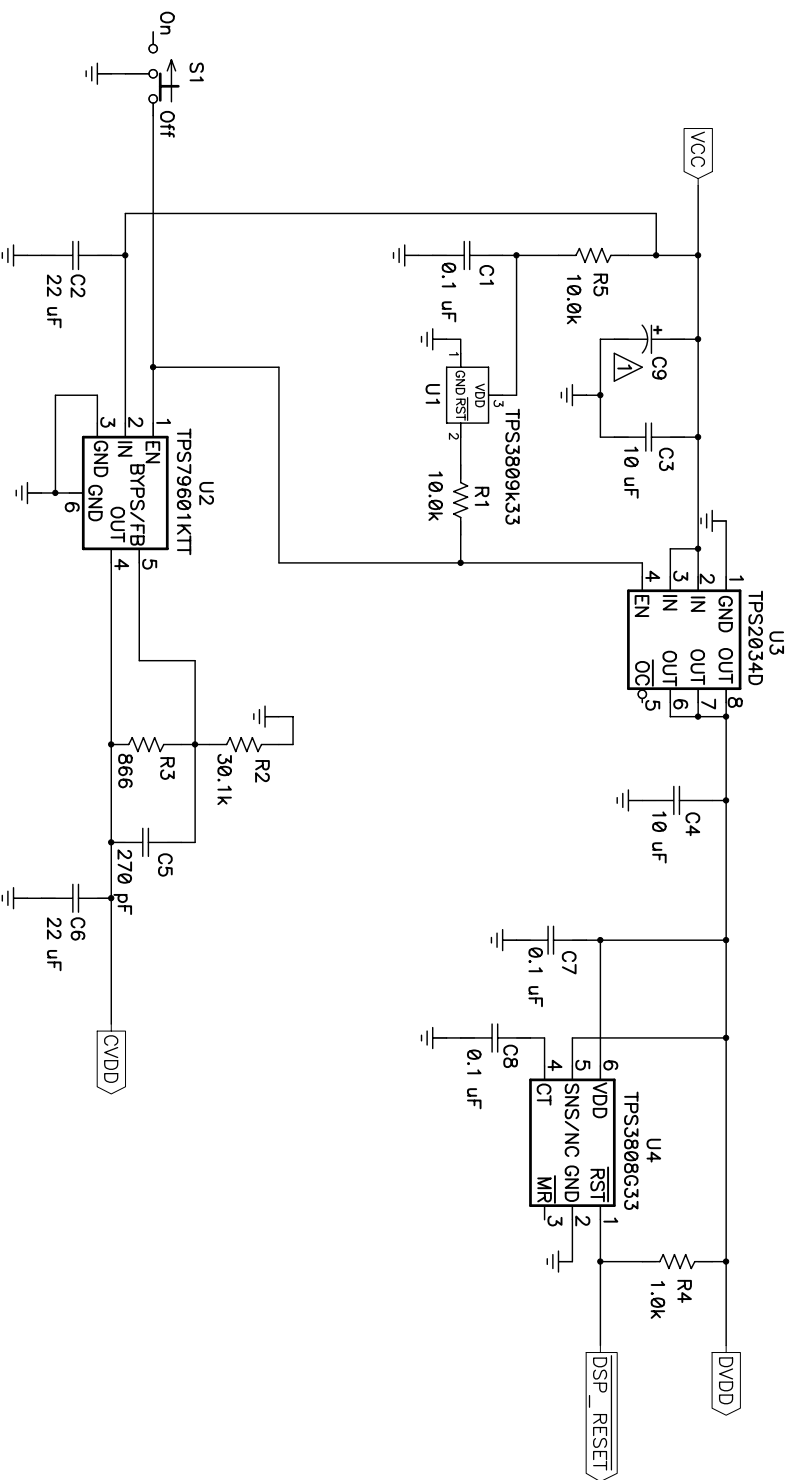 VCC
C9
1
+
C3
10 uF
R5
10.0k
C1
0.1 uF
TPS3809k33
U1
VDD
GND
RST
3
1
2
R1
10.0k
U3
TPS2034D
1
2
3
4
GND
IN
IN
EN
OUT
OUT
OUT
OC
8
7
6
5
C4
10 uF
C7
0.1 uF
C8
0.1 uF
U4
TPS3808G33
6
5
4
VDD
SNS/NC
CT
RST
GND
MR
1
2
3
R4
1.0k
DVDD
DSP_RESET
On
S1
Off
C2
22 uF
U2
TPS79601KTT
1
2
3
EN
IN
GND
BYPS/FB
OUT
GND
5
4
6
R2
30.1k
R3
866
C5
270 pF
C6
22 uF
CVDD